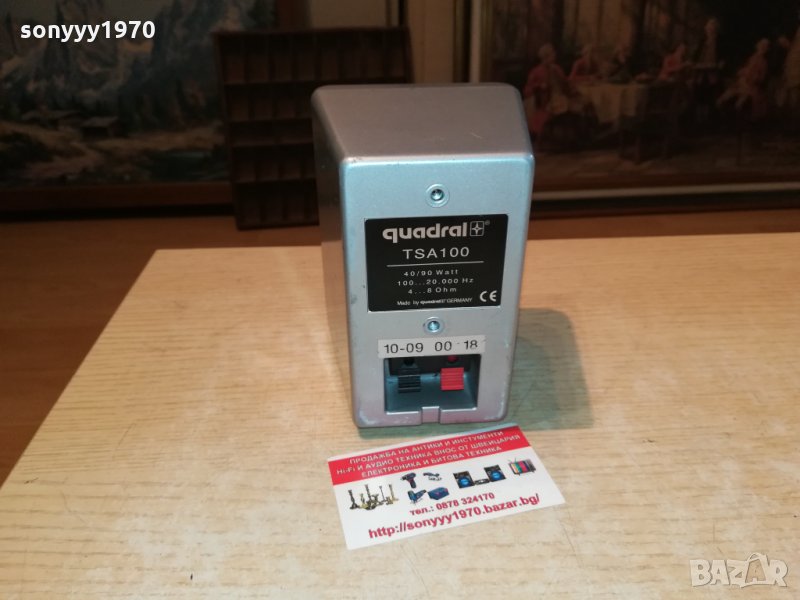 sonyyy1970
sonyyy1970
quadral®
TSA100
40/90 Watt
100...20.000 Hz
4...8 Ohm
Made by quadral GERMANY CE
10-09 00 18
ПРОДАЖБА НА АНТИКИ И ИНСТУМЕНТИ
Hi-Fi И АУДИО ТЕХНИКА ВНОС ОТ ШВЕЙЦАРИЯ
ЕЛЕКТРОНИКА И БИТОВА ТЕХНИКА
тел.: 0878 324170
http://sonyyy1970.bazar.bg/
BAZAR